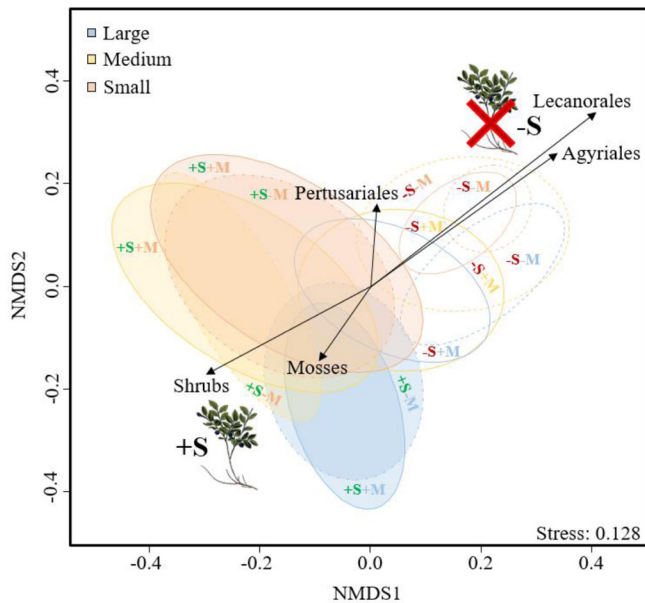 Large
Medium
Small
0.4
0.2
0.0
-0.2
-0.4
NMDS2
-S
Lecanorales
Agyriales
Pertusariales
+S+M
+S-M
-S-M
-S-M
+S+M
-S+M
-S-M
-S+M
-S+M
Mosses
Shrubs
+S-M
+S-M
+S
+S+M
Stress: 0.128
-0.4
-0.2
0.0
0.2
0.4
NMDS1